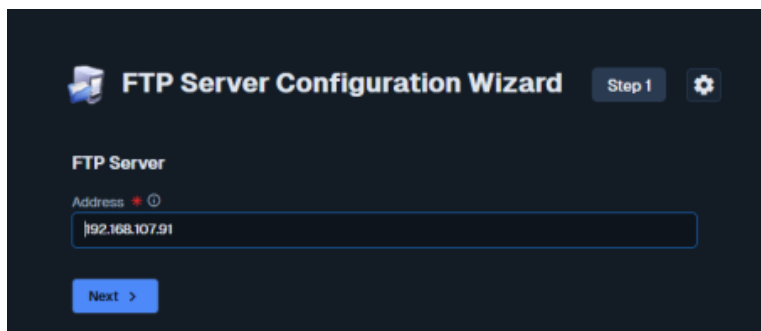 FTP Server Configuration Wizard Step 1
FTP Server
Address *
192.168.107.91
Next >